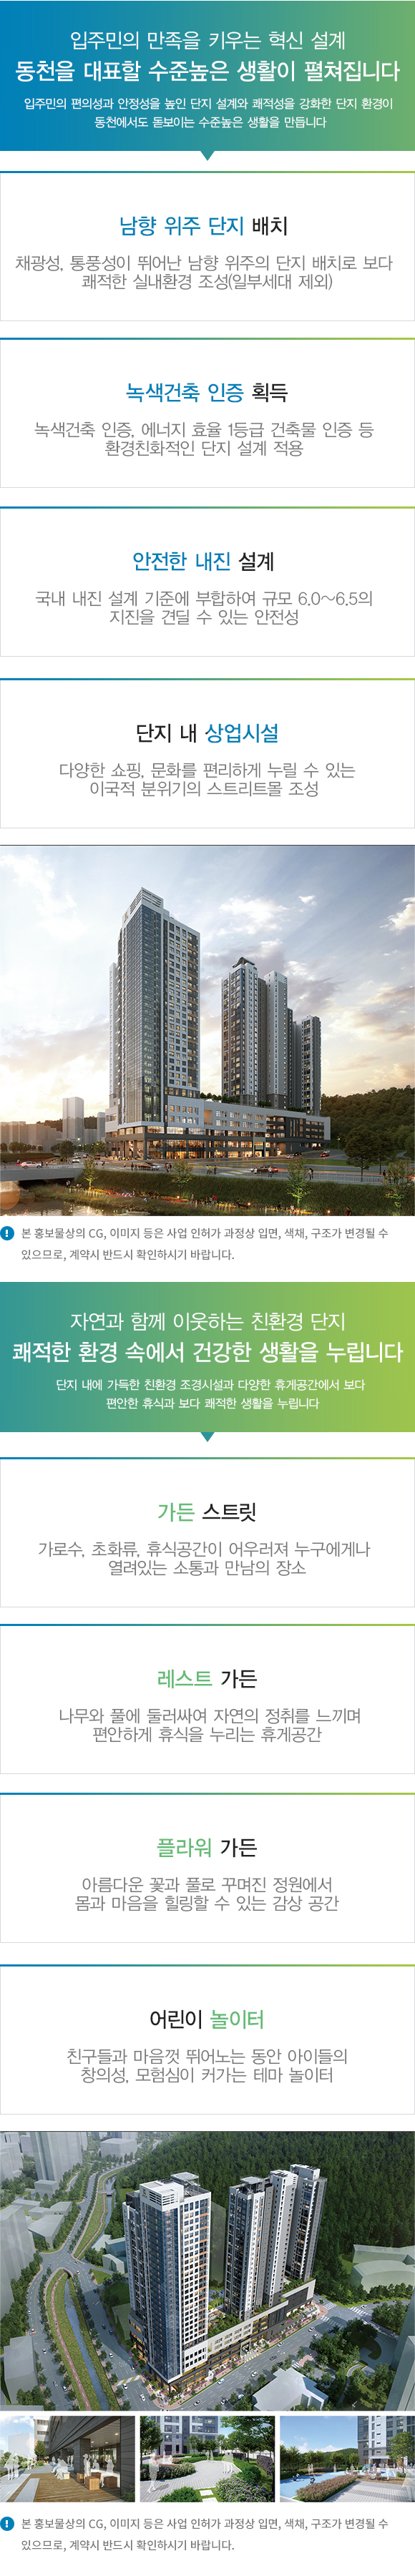 입주민의 만족을 키우는 혁신 설계
동천을 대표할 수준높은 생활이 펼쳐집니다
입주민의 편의성과 안정성을 높인 단지 설계와 쾌적성을 강화한 단지 환경이
동천에서도 돋보이는 수준높은 생활을 만듭니다
남향 위주 단지 배치
채광성, 통풍성이 뛰어난 남향 위주의 단지 배치로 보다
쾌적한 실내환경 조성(일부세대 제외)
녹색건축 인증 획득
녹색건축 인증, 에너지 효율 1등급 건축물 인증 등
환경친화적인 단지 설계 적용
안전한 내진 설계
국내 내진 설계 기준에 부합하여 규모 6.0~6.5의
지진을 견딜 수 있는 안전성
단지 내 상업시설
다양한 쇼핑, 문화를 편리하게 누릴 수 있는
이국적 분위기의 스트리트몰 조성
! 본 홍보물상의 CG, 이미지 등은 사업 인허가 과정상 입면, 색채, 구조가 변경될 수
있으므로, 계약시 반드시 확인하시기 바랍니다.
자연과 함께 이웃하는 친환경 단지
쾌적한 환경 속에서 건강한 생활을 누립니다
단지 내에 가득한 친환경 조경시설과 다양한 휴게공간에서 보다
편안한 휴식과 보다 쾌적한 생활을 누립니다
가든 스트릿
가로수, 초화류, 휴식공간이 어우러져 누구에게나
열려있는 소통과 만남의 장소
레스트 가든
나무와 풀에 둘러싸여 자연의 정취를 느끼며
편안하게 휴식을 누리는 휴게공간
플라워 가든
아름다운 꽃과 풀로 꾸며진 정원에서
몸과 마음을 힐링할 수 있는 감상 공간
어린이 놀이터
친구들과 마음껏 뛰어노는 동안 아이들의
창의성, 모험심이 커가는 테마 놀이터
! 본 홍보물상의 CG, 이미지 등은 사업 인허가 과정상 입면, 색채, 구조가 변경될 수
있으므로, 계약시 반드시 확인하시기 바랍니다.